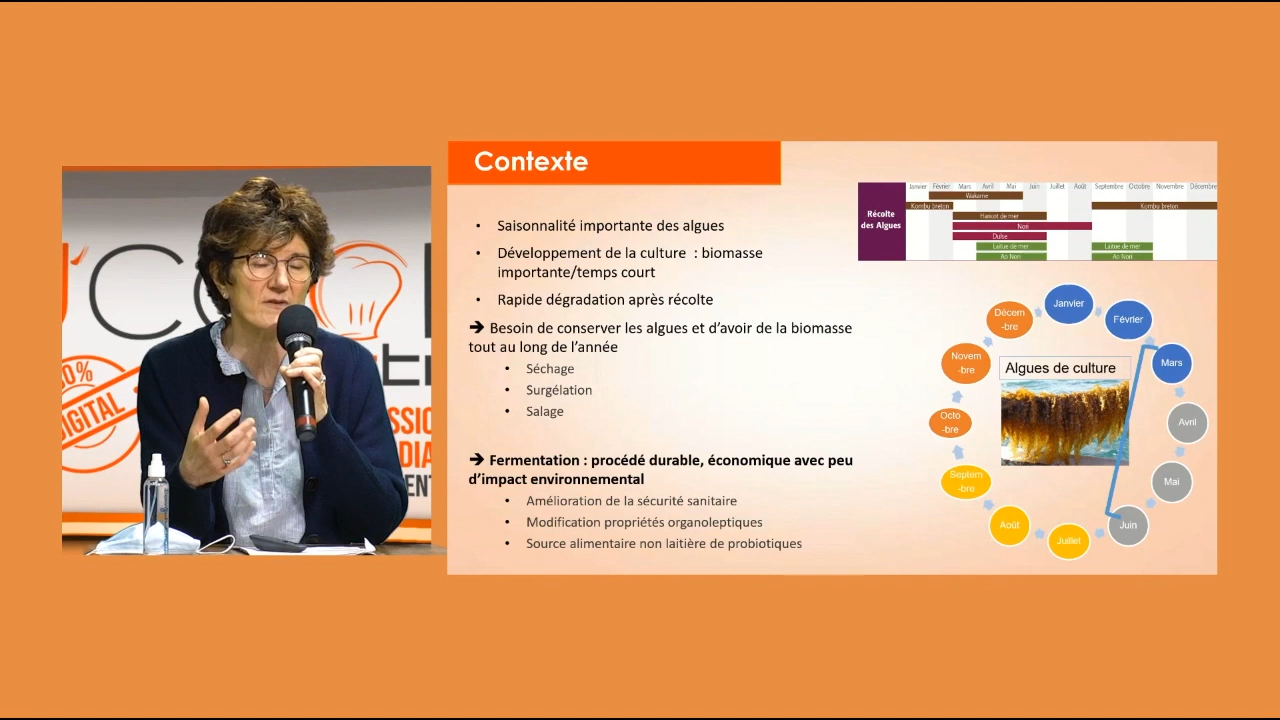 Contexte
• Saisonnalité importante des algues
• Développement de la culture : biomasse
importante/temps court
• Rapide dégradation après récolte
➔ Besoin de conserver les algues et d’avoir de la biomasse
tout au long de l’année
• Séchage
• Surgélation
• Salage
➔ Fermentation : procédé durable, économique avec peu
d’impact environnemental
• Amélioration de la sécurité sanitaire
• Modification propriétés organoleptiques
• Source alimentaire non laitière de probiotiques
Récolte
des Algues
Janvier Février Mars Avril Mai Juin Juillet Août Septembre Octobre Novembre Décembre
Wakame
Kombu breton Kombu breton
Haricot de mer
Nori
Dulse
Laitue de mer Laitue de mer
Ao Nori Ao Nori
Algues de culture
Janvier
Février
Mars
Avril
Mai
Juin
Juillet
Août
Septem
-bre
Octo
-bre
Novem
-bre
Décem
-bre
DIGITAL